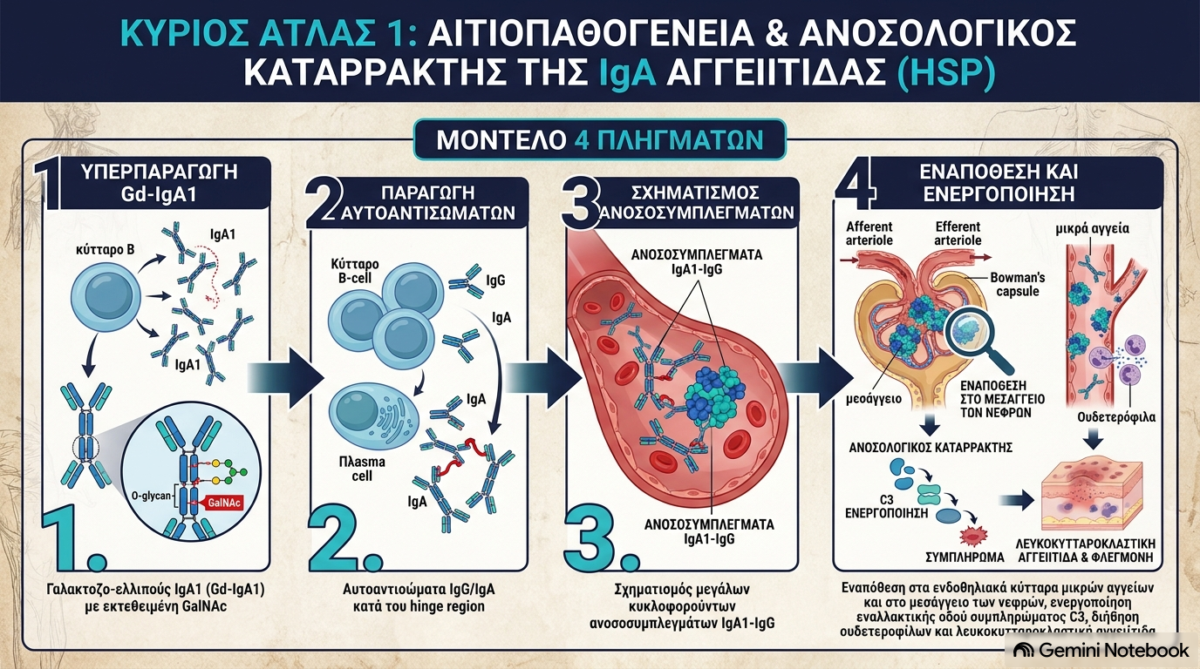 ΚΥΡΙΟΣ ΑΤΛΑΣ 1: ΑΙΤΙΟΠΑΘΟΓΕΝΕΙΑ & ΑΝΟΣΟΛΟΓΙΚΟΣ
ΚΑΤΑΡΡΑΚΤΗΣ ΤΗΣ IgA ΑΓΓΕΙΙΤΙΔΑΣ (HSP)
ΜΟΝΤΕΛΟ 4 ΠΛΗΓΜΑΤΩΝ
1
ΥΠΕΡΠΑΡΑΓΩΓΗ
Gd-IgA1
κύτταρο Β
IgA1
IgA1
O-glycan
GalNAc
1.
Γαλακτοζο-ελλιπούς IgA1 (Gd-IgA1)
με εκτεθειμένη GalNAc
2
ΠΑΡΑΓΩΓΗ
ΑΥΤΟΑΝΤΙΣΩΜΑΤΩΝ
Κύτταρο
B-cell
IgG
IgA
IgA
Πlasma
cell
IgA
2.
Αυτοαντιοώματα IgG/IgA
κατά του hinge region
3
ΣΧΗΜΑΤΙΣΜΟΣ
ΑΝΟΣΟΣΥΜΠΛΕΓΜΑΤΩΝ
ΑΝΟΣΟΣΥΜΠΛΕΓΜΑΤΑ
IgA1-IgG
ΑΝΟΣΟΣΥΜΠΛΕΓΜΑΤΑ
IgA1-IgG
3.
Σχηματισμός μεγάλων
κυκλοφορούντων
ανοσοσυμπλεγμάτων IgA1-IgG
4
ΕΝΑΠΟΘΕΣΗ ΚΑΙ
ΕΝΕΡΓΟΠΟΙΗΣΗ
Afferent
arteriole
Efferent
arteriole
Bowman's
capsule
μεοάγγειο
ΕΝΑΠΟΘΕΣΗ
ΣΤΟ ΜΕΣΑΓΓΕΙΟ
ΤΩΝ ΝΕΦΡΩΝ
μικρά αγγεία
Ουδετερόφιλα
ΑΝΟΣΟΛΟΓΙΚΟΣ ΚΑΤΑΡΡΑΚΤΗΣ
C3
ΕΝΕΡΓΟΠΟΙΗΣΗ
ΣΥΜΠΛΗΡΩΜΑ
ΛΕΥΚΟΚΥΤΤΑΡΟΚΛΑΣΤΙΚΗ
ΑΓΓΕΙΙΤΙΔΑ & ΦΛΕΓΜΟΝΗ
Εναπόθεση στα ενδοθηλιακά κύτταρα μικρών αγγείων
και στο μεσάγγειο των νεφρών, ενεργοποίηση
εναλλακτικής οδού συμπληρώματος C3, διήθηση
ουδετεροφίλων και λευκοκυτταροκλαστική αγγειίτιδα
Gemini Notebook